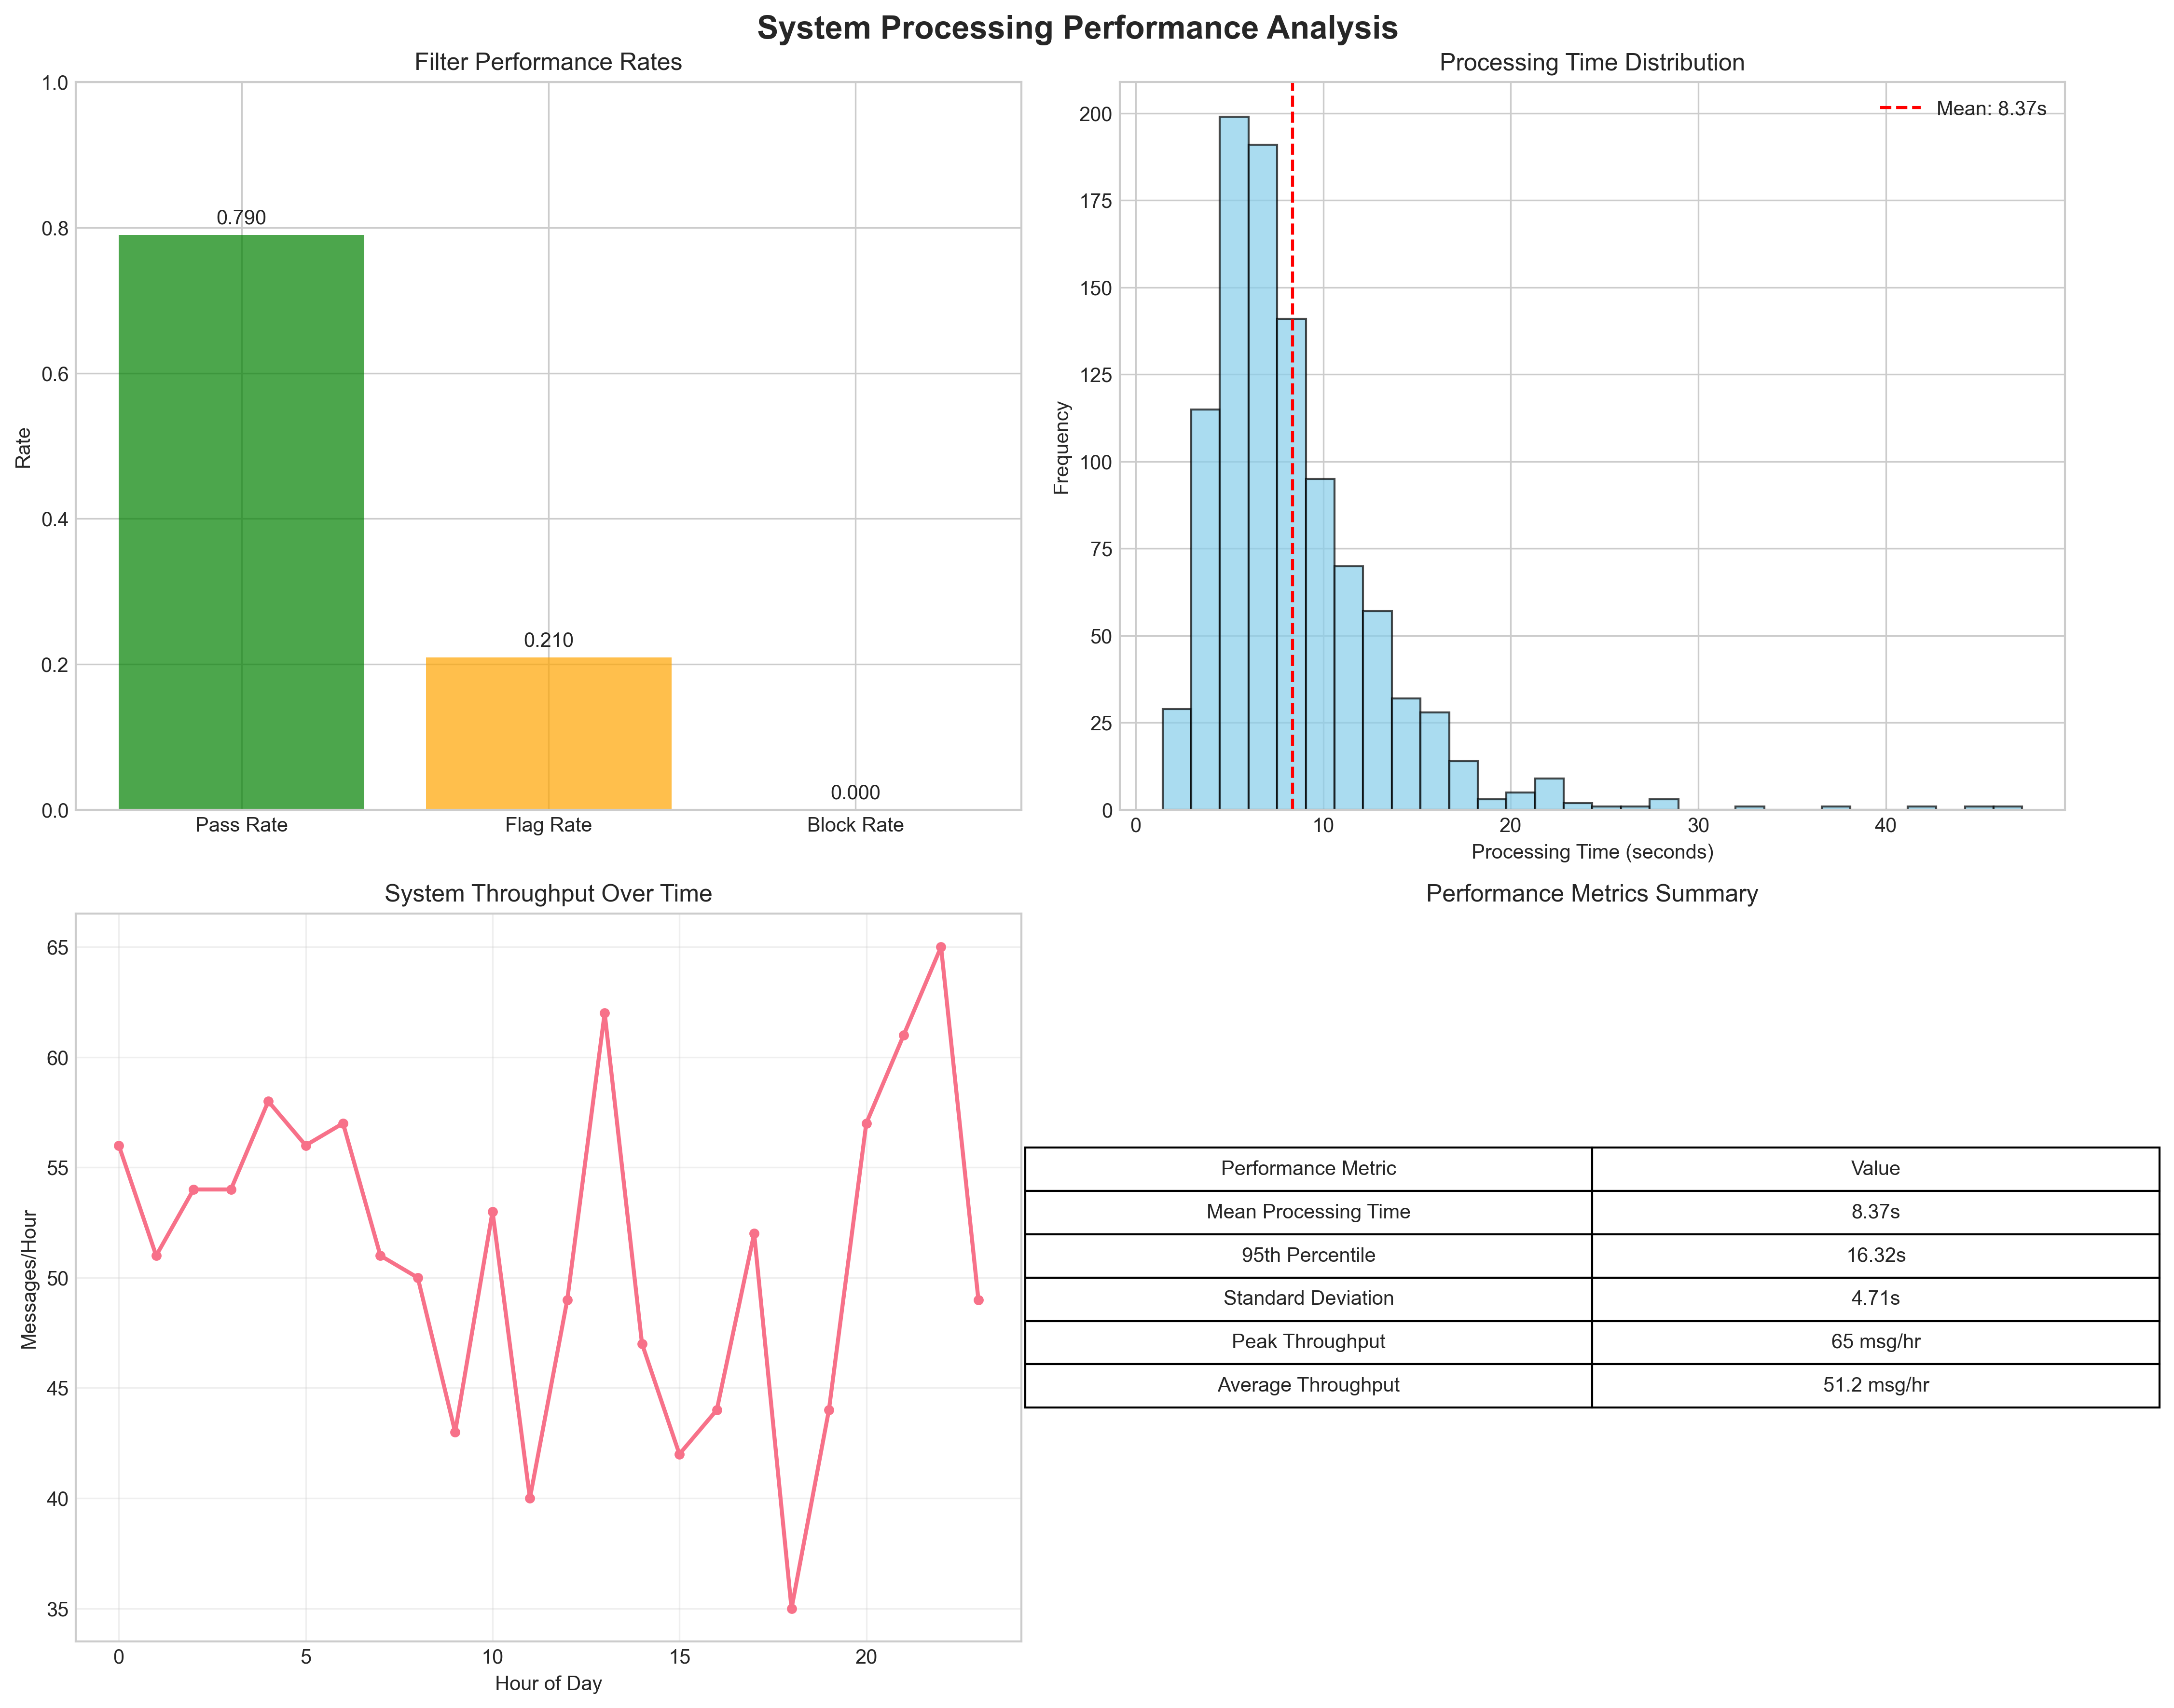 System Processing Performance Analysis
Filter Performance Rates
1.0
0.8
0.6
0.4
0.2
0.0
Rate
0.790
0.210
0.000
Pass Rate
Flag Rate
Block Rate
Processing Time Distribution
Mean: 8.37s
200
175
150
125
100
75
50
25
0
Frequency
0
10
20
30
40
Processing Time (seconds)
System Throughput Over Time
65
60
55
50
45
40
35
Messages/Hour
0
5
10
15
20
Hour of Day
Performance Metrics Summary
Performance Metric Value
Mean Processing Time 8.37s
95th Percentile 16.32s
Standard Deviation 4.71s
Peak Throughput 65 msg/hr
Average Throughput 51.2 msg/hr